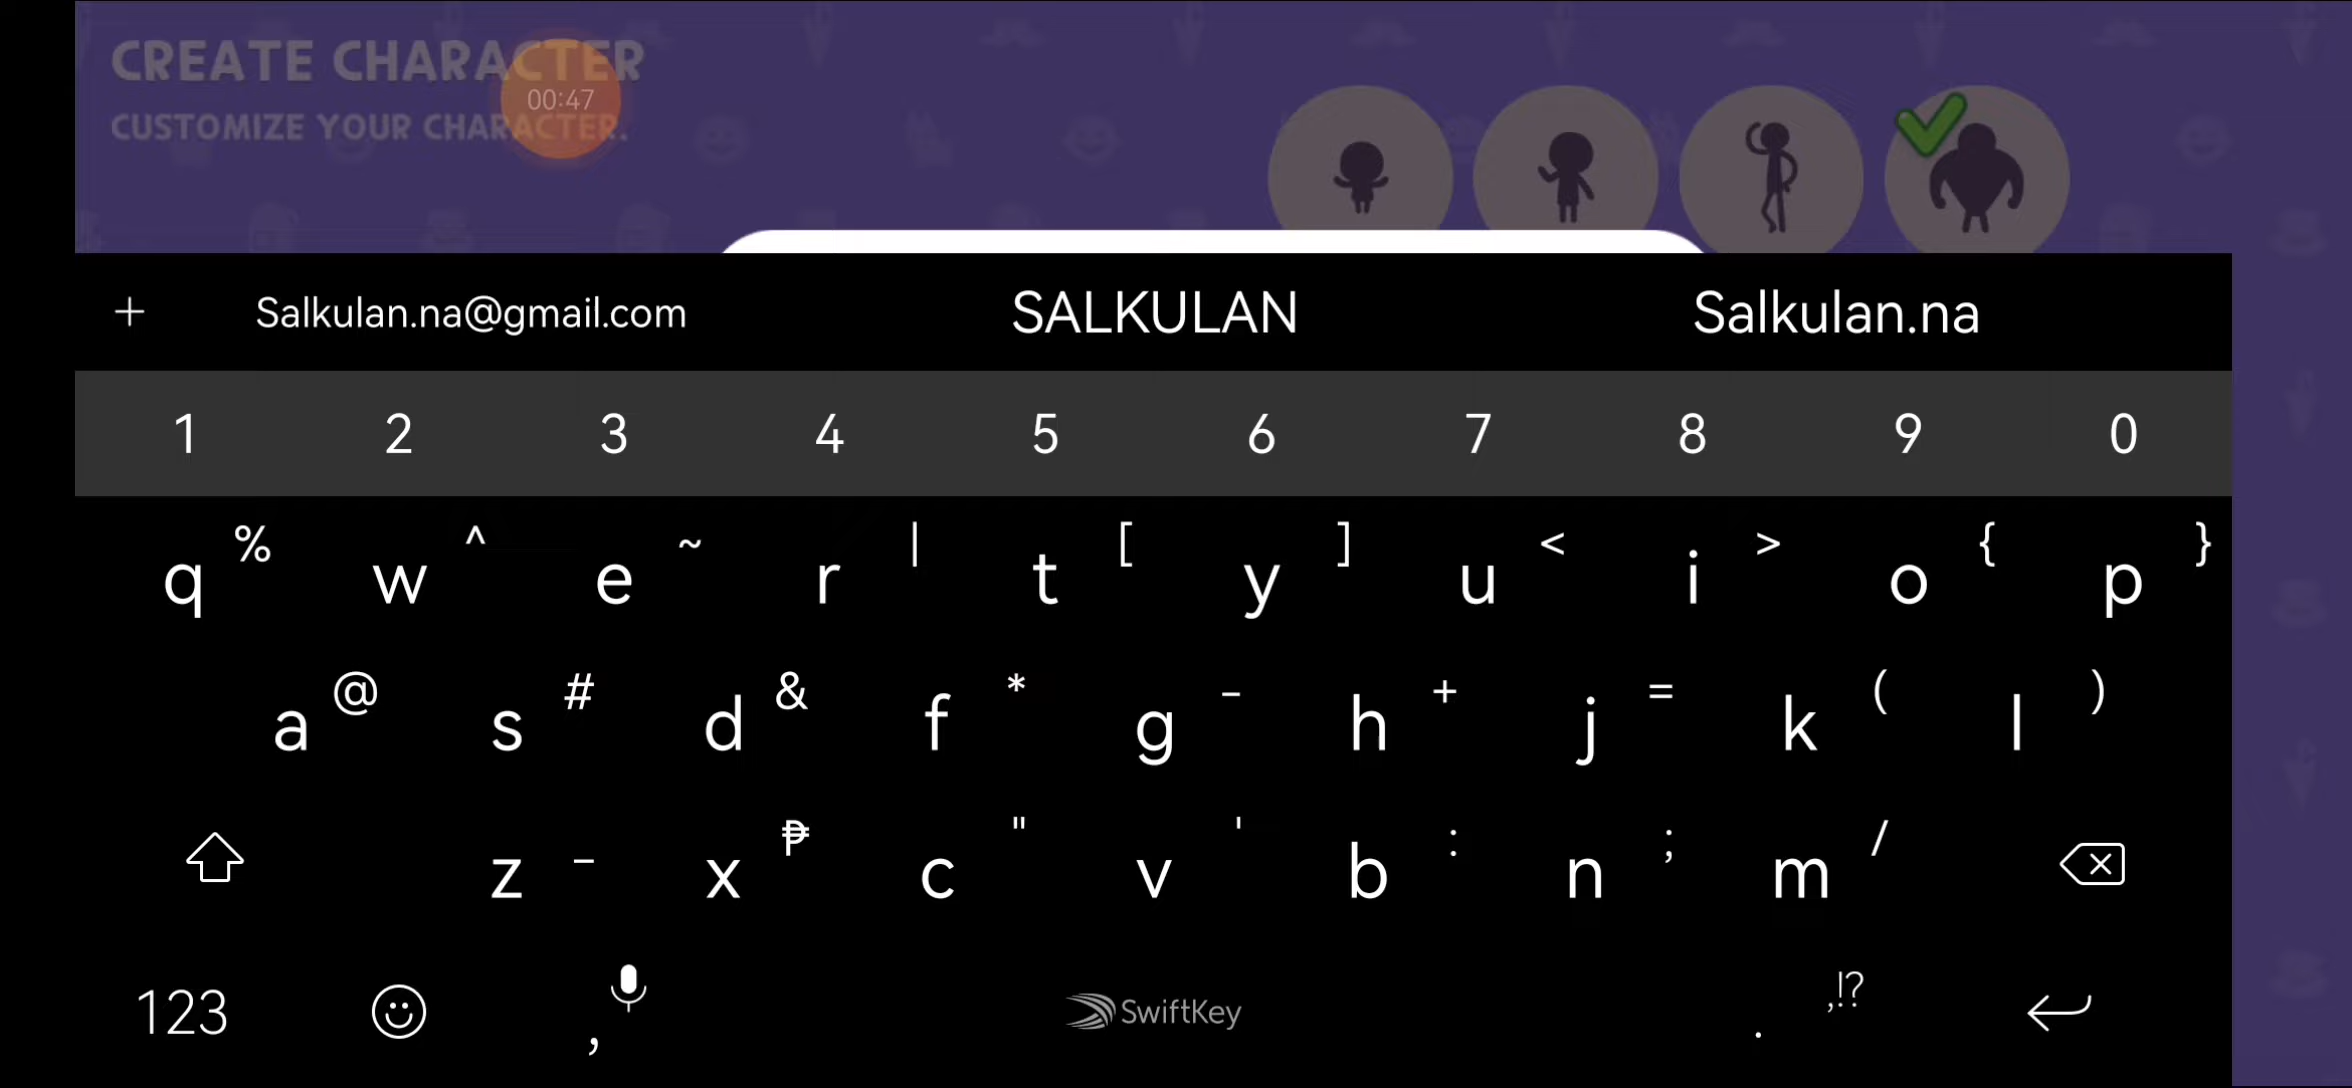 CREATE CHARACTER
00:47
CUSTOMIZE YOUR CHARACTER.
+ Salkulan.na@gmail.com SALKULAN Salkulan.na
1 2 3 4 5 6 7 8 9 0
q % w ^ e ~ r | t [ y ] u < i > o { p }
a @ s # d & f * g - h + j = k ( l )
z _ x ₱ c " v ' b : n ; m /
123 , SwiftKey . ,!?